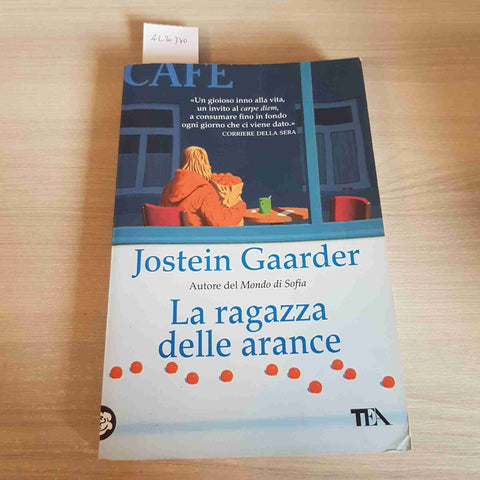 CAFE
«Un gioioso inno alla vita,
un invito al carpe diem,
a consumare fino in fondo
ogni giorno che ci viene dato.»
CORRIERE DELLA SERA
Jostein Gaarder
Autore del Mondo di Sofia
La ragazza
delle arance
TEA